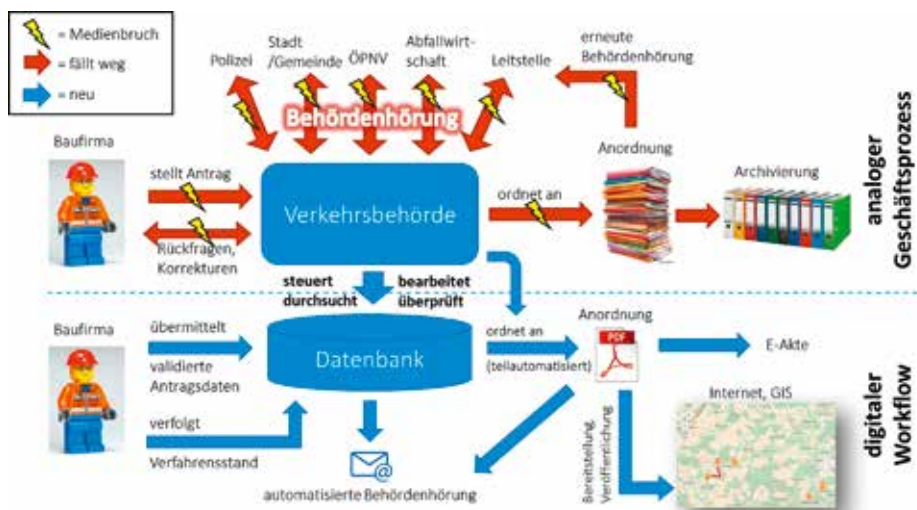 = Medienbruch
= fällt weg
= neu
Polizei
Stadt
/Gemeinde
ÖPNV
Abfallwirt-
schaft
Leitstelle
erneute
Behördenhörung
Behördenhörung
Baufirma
stellt Antrag
Rückfragen,
Korrekturen
Verkehrsbehörde
ordnet an
Anordnung
Archivierung
analoger
Geschäftsprozess
steuert
durchsucht
bearbeitet
überprüft
Baufirma
übermittelt
validierte
Antragsdaten
verfolgt
Verfahrensstand
Datenbank
ordnet an
(teilautomatisiert)
Anordnung
PDF
E-Akte
Internet, GIS
Bereitstellung,
Veröffentlichung
automatisierte Behördenhörung
digitaler
Workflow